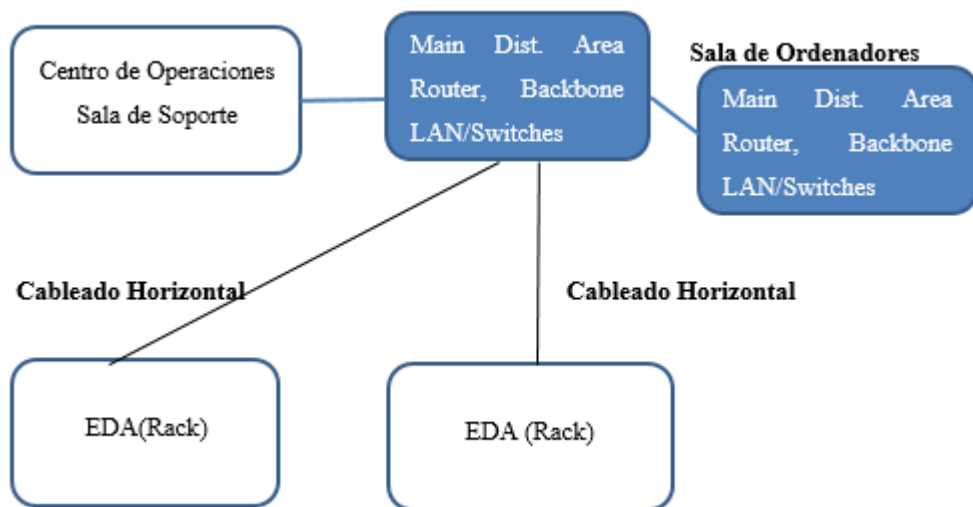 Centro de Operaciones
Sala de Soporte
Main Dist. Area
Router, Backbone
LAN/Switches
Sala de Ordenadores
Main Dist. Area
Router, Backbone
LAN/Switches
Cableado Horizontal
Cableado Horizontal
EDA(Rack)
EDA (Rack)